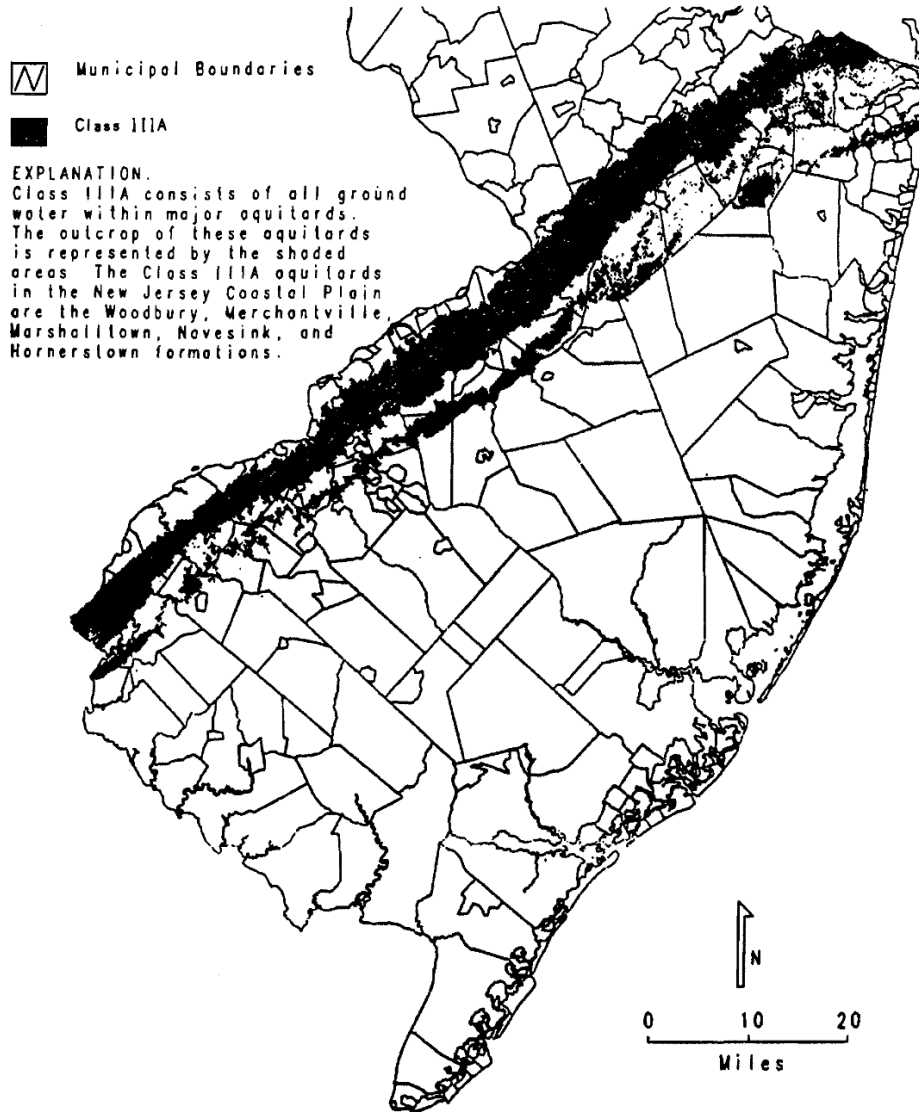 Municipal Boundaries
Class IIIA
EXPLANATION.
Class IIIA consists of all ground
water within major aquitards.
The outcrop of these aquitards
is represented by the shaded
areas The Class IIIA aquitards
in the New Jersey Coastal Plain
are the Woodbury, Merchantville,
Marshalltown, Navesink, and
Hornerstown formations.
N
0 10 20
Miles